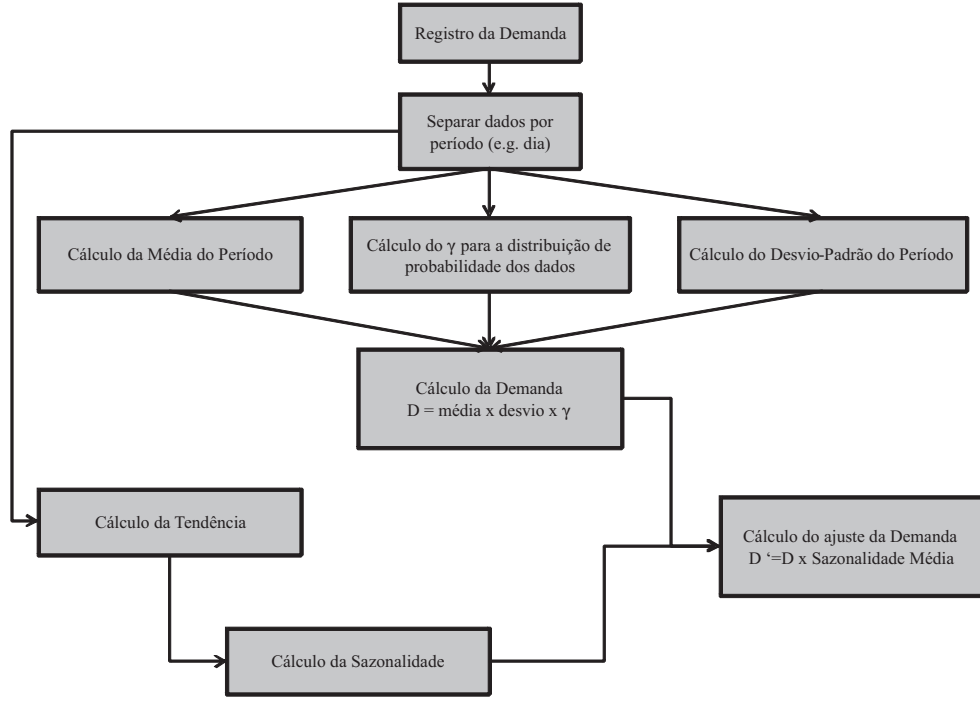 Registro da Demanda
Separar dados por
período (e.g. dia)
Cálculo da Média do Período
Cálculo do γ para a distribuição de
probabilidade dos dados
Cálculo do Desvio-Padrão do Período
Cálculo da Demanda
D = média x desvio x γ
Cálculo da Tendência
Cálculo do ajuste da Demanda
D ‘=D x Sazonalidade Média
Cálculo da Sazonalidade